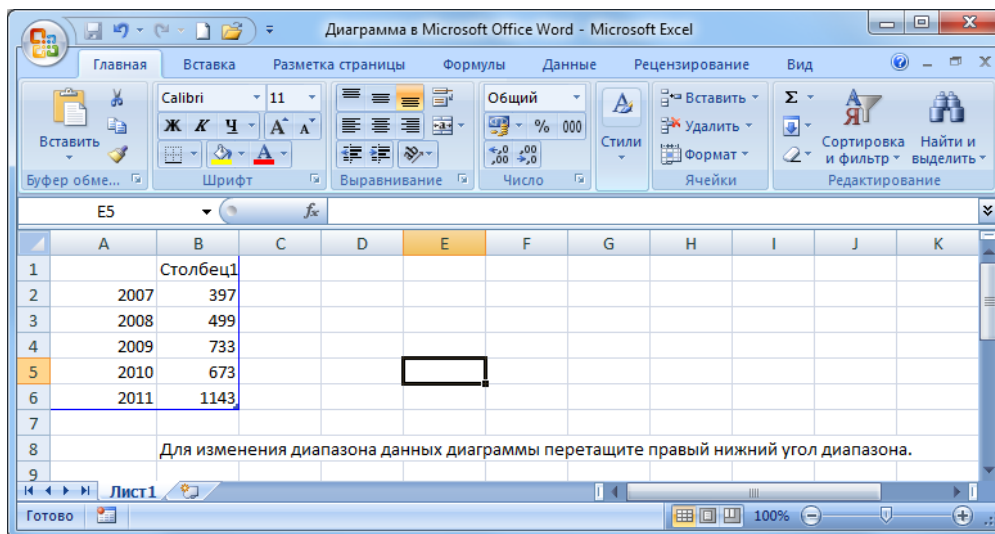 Диаграмма в Microsoft Office Word - Microsoft Excel
Главная Вставка Разметка страницы Формулы Данные Рецензирование Вид
Calibri 11 Общий Вставить Σ
Ж К Ч А А % 000 Удалить
Вставить Стили Формат Сортировка и фильтр Найти и выделить
Буфер обме... Шрифт Выравнивание Число Ячейки Редактирование
E5 fx
A B C D E F G H I J K
1 Столбец1
2 2007 397
3 2008 499
4 2009 733
5 2010 673
6 2011 1143
7
8 Для изменения диапазона данных диаграммы перетащите правый нижний угол диапазона.
9
Лист1
Готово 100%